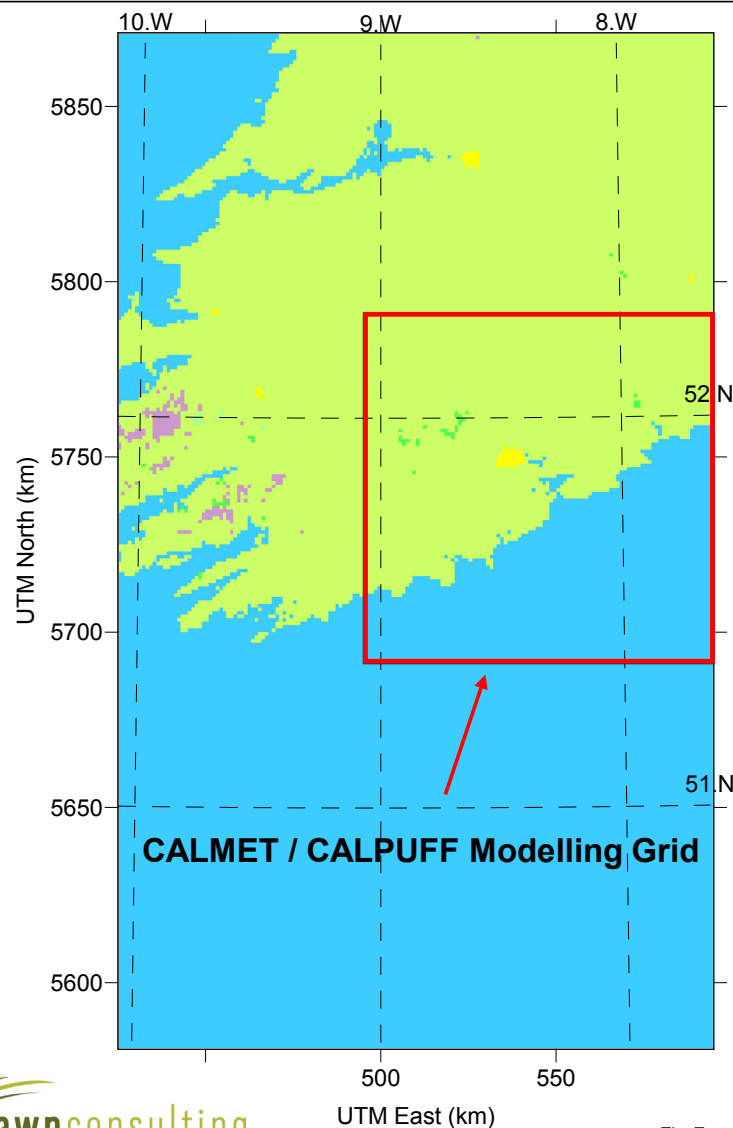 10.W 9.W 8.W
5850
5800
52.N
5750
UTM North (km)
5700
51.N
5650
CALMET / CALPUFF Modelling Grid
5600
500 550
UTM East (km)
consulting